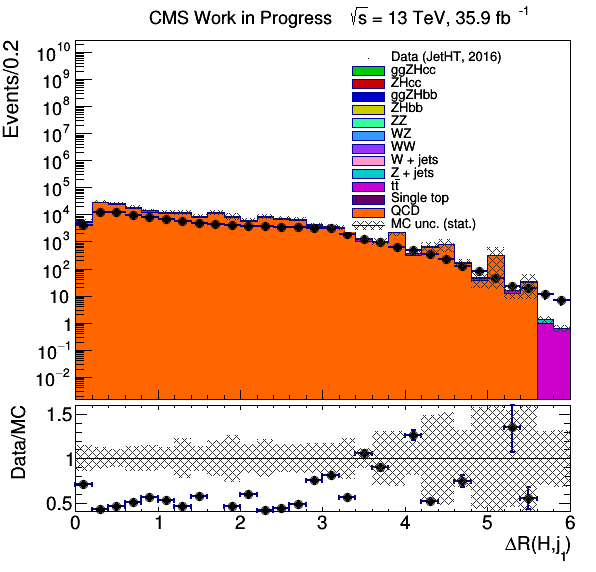 CMS Work in Progress √s = 13 TeV, 35.9 fb⁻¹
Events/0.2
10¹⁰
10⁹
10⁸
10⁷
10⁶
10⁵
10⁴
10³
10²
10
1
10⁻¹
10⁻²
Data (JetHT, 2016)
ggZHcc
ZHcc
ggZHbb
ZHbb
ZZ
WZ
WW
W + jets
Z + jets
tt̄
Single top
QCD
MC unc. (stat.)
Data/MC
1.5
1
0.5
0 1 2 3 4 5 6
ΔR(H,j₁)